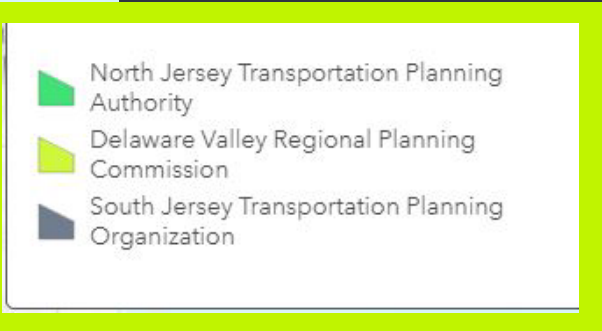 North Jersey Transportation Planning
Authority
Delaware Valley Regional Planning
Commission
South Jersey Transportation Planning
Organization